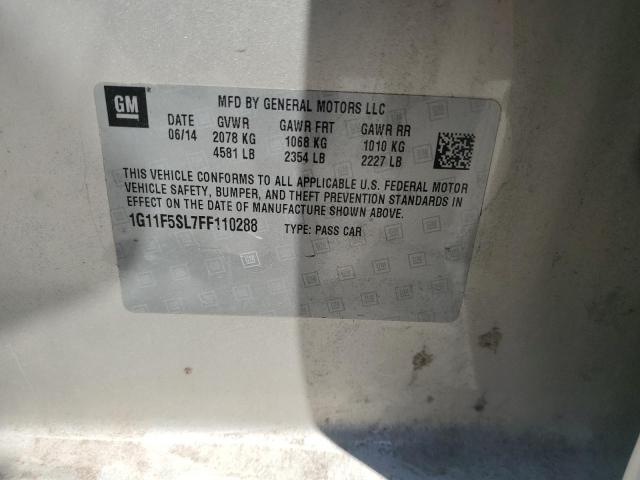 GM
MFD BY GENERAL MOTORS LLC
DATE GVWR GAWR FRT GAWR RR
06/14 2078 KG 1068 KG 1010 KG
4581 LB 2354 LB 2227 LB
THIS VEHICLE CONFORMS TO ALL APPLICABLE U.S. FEDERAL MOTOR
VEHICLE SAFETY, BUMPER, AND THEFT PREVENTION STANDARDS IN
EFFECT ON THE DATE OF MANUFACTURE SHOWN ABOVE.
1G11F5SL7FF110288 TYPE: PASS CAR